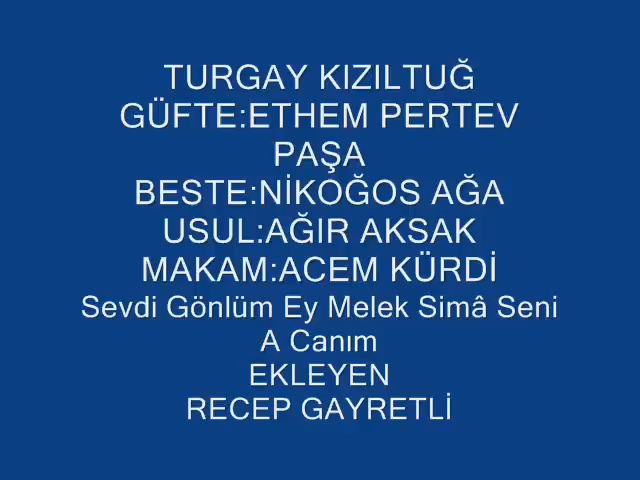 TURGAY KIZILTUĞ
GÜFTE:ETHEM PERTEV
PAŞA
BESTE:NİKOĞOS AĞA
USUL:AĞIR AKSAK
MAKAM:ACEM KÜRDİ
Sevdi Gönlüm Ey Melek Simâ Seni
A Canım
EKLEYEN
RECEP GAYRETLİ